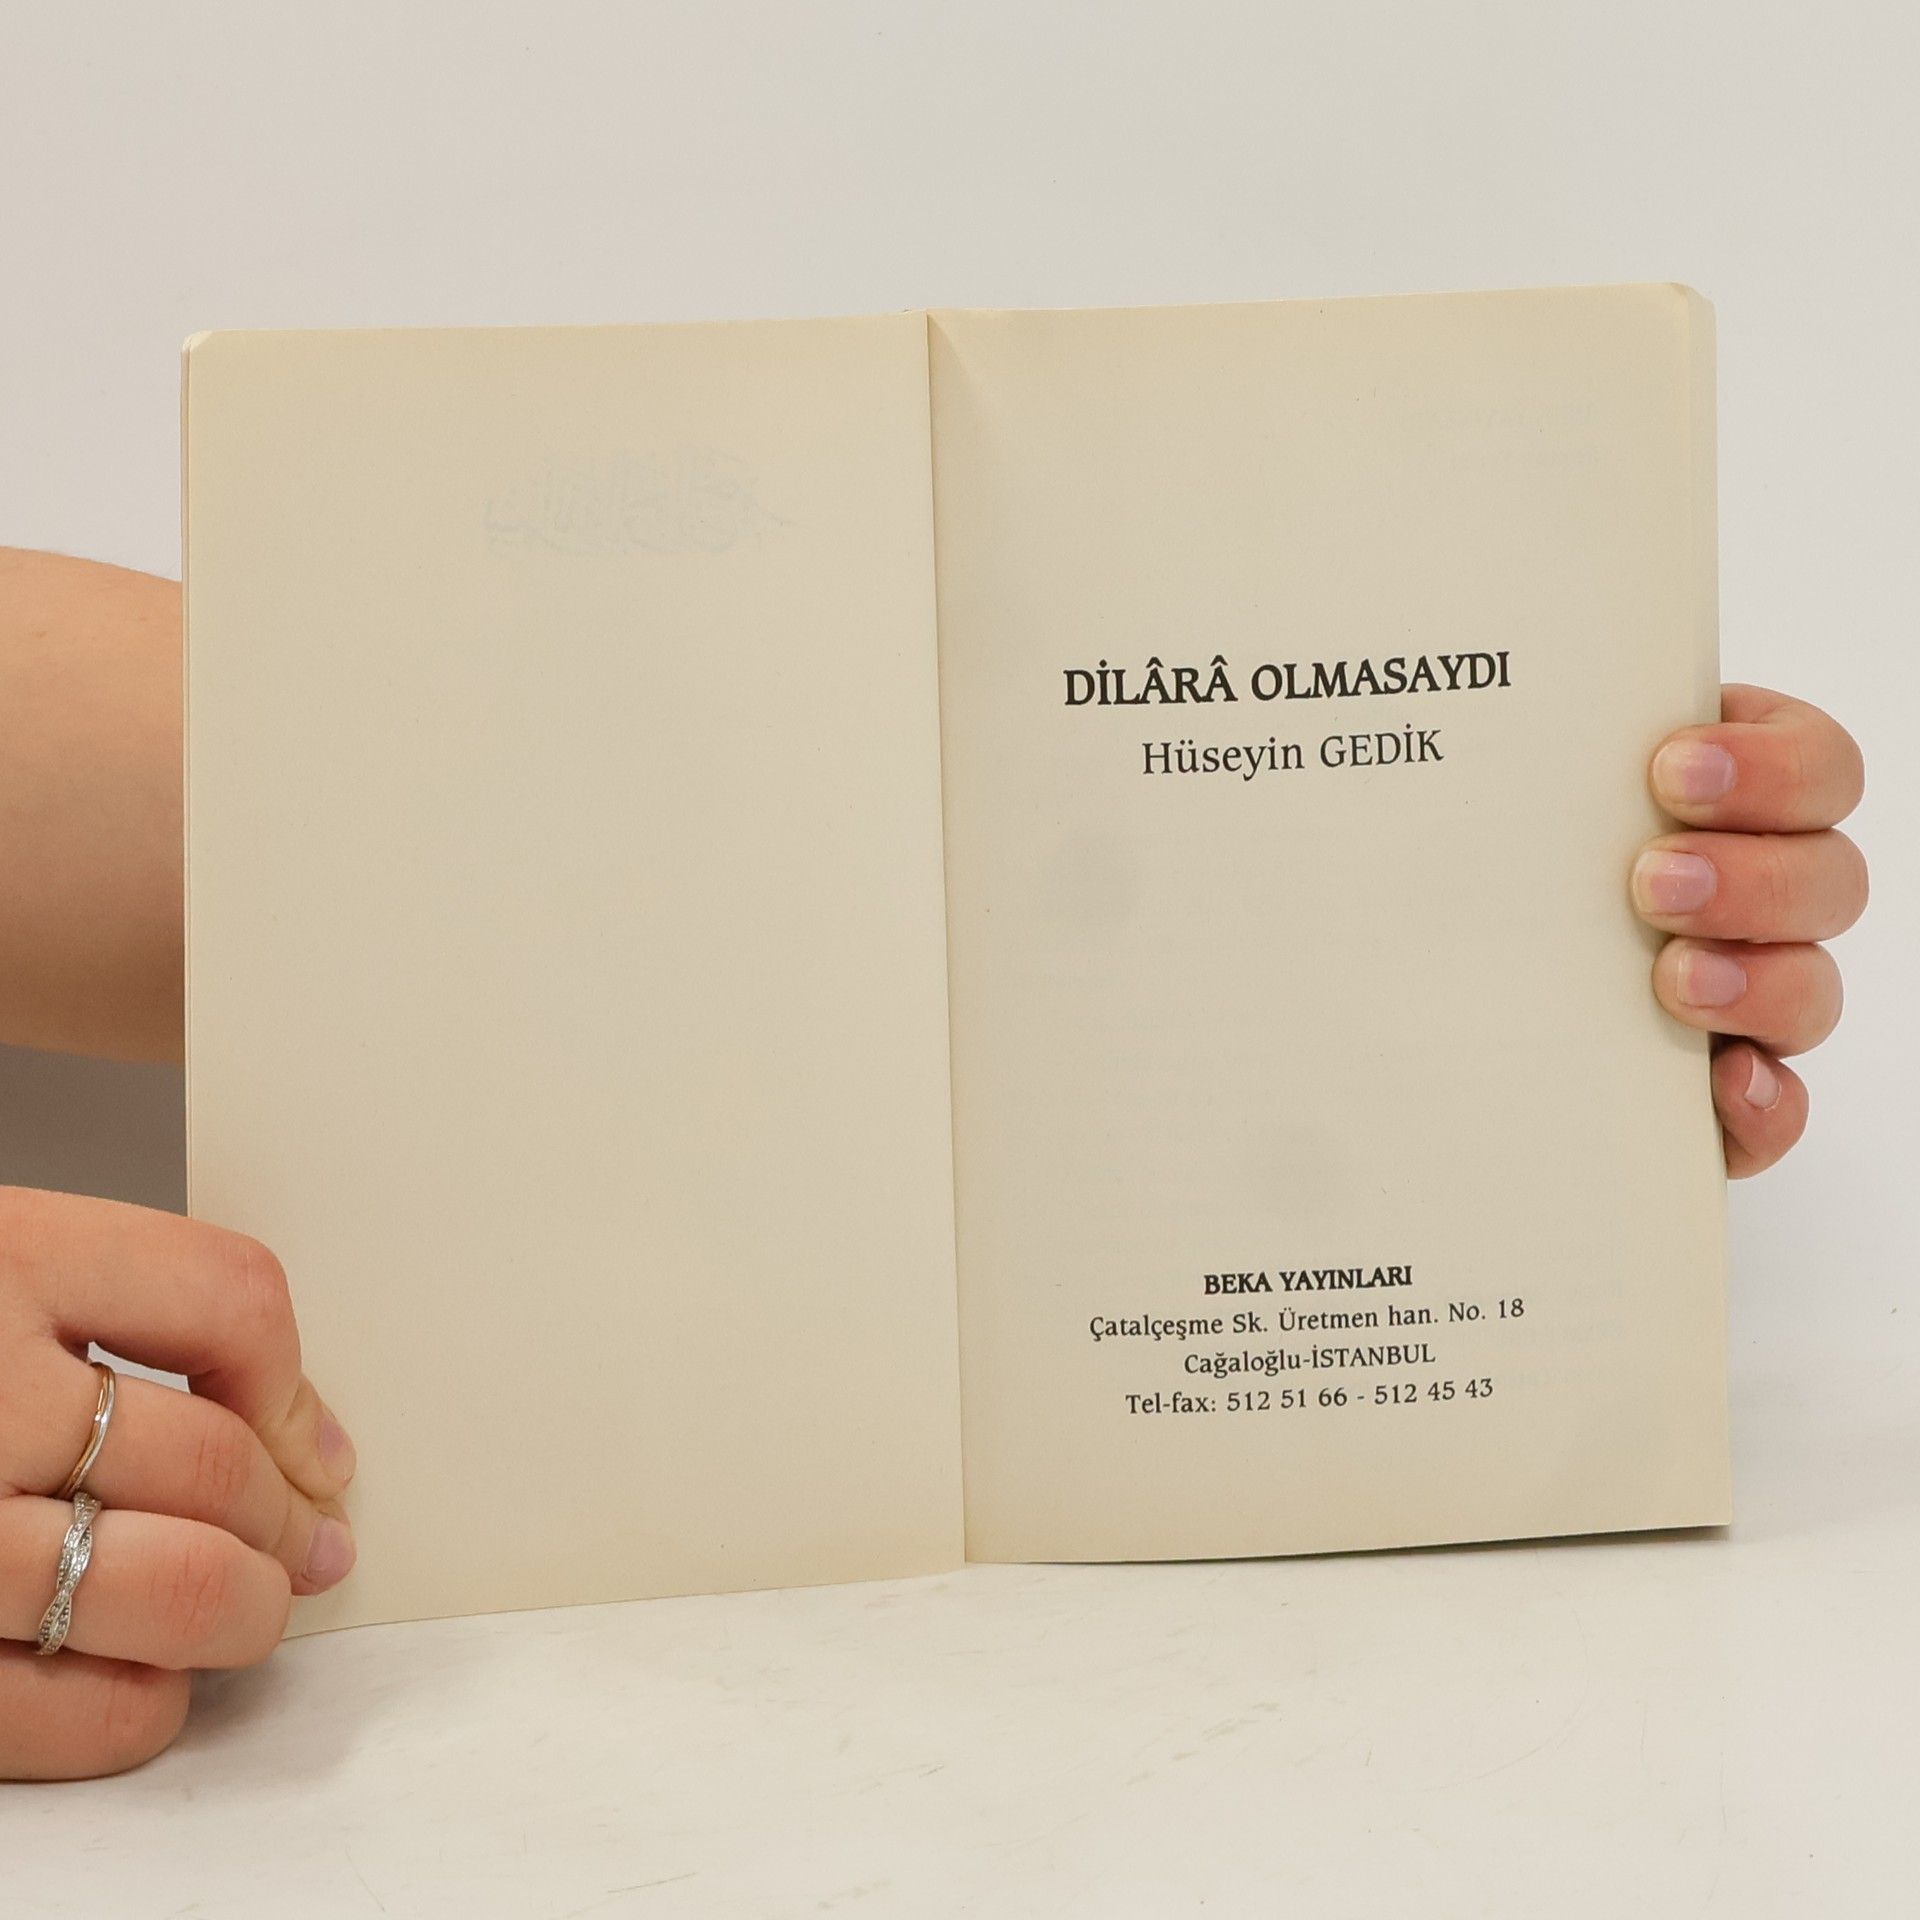 DİLÂRÂ OLMASAYDI
Hüseyin GEDİK
BEKA YAYINLARI
Çatalçeşme Sk. Üretmen han. No. 18
Cağaloğlu-İSTANBUL
Tel-fax: 512 51 66 - 512 45 43